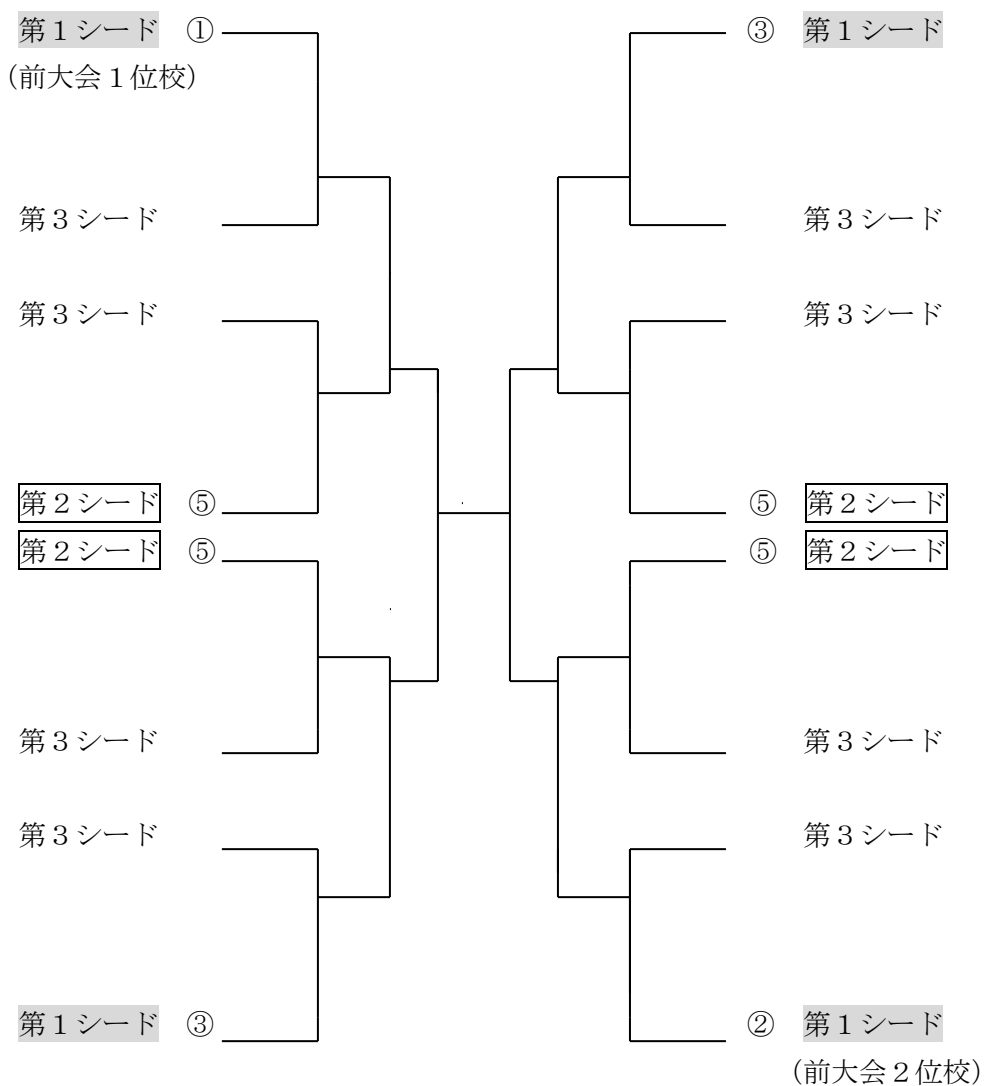 第１シード ① ③ 第１シード
（前大会１位校）
第３シード 第３シード
第３シード 第３シード
第２シード ⑤ ⑤ 第２シード
第２シード ⑤ ⑤ 第２シード
第３シード 第３シード
第３シード 第３シード
第１シード ③ ② 第１シード
（前大会２位校）